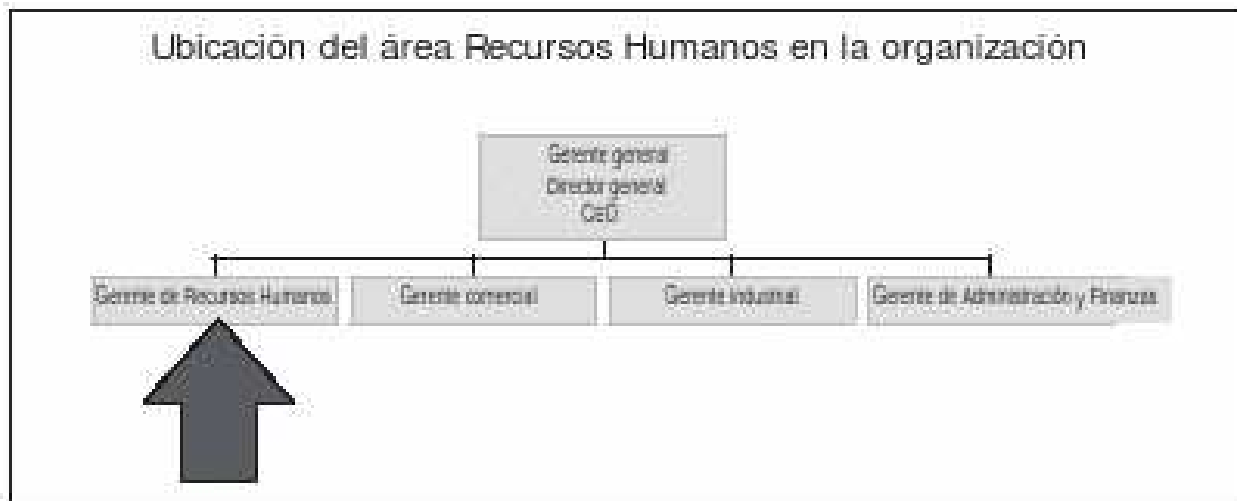 Ubicación del área Recursos Humanos en la organización
Gerente general
Director general
CEO
Gerente de Recursos Humanos
Gerente comercial
Gerente industrial
Gerente de Administración y Finanzas